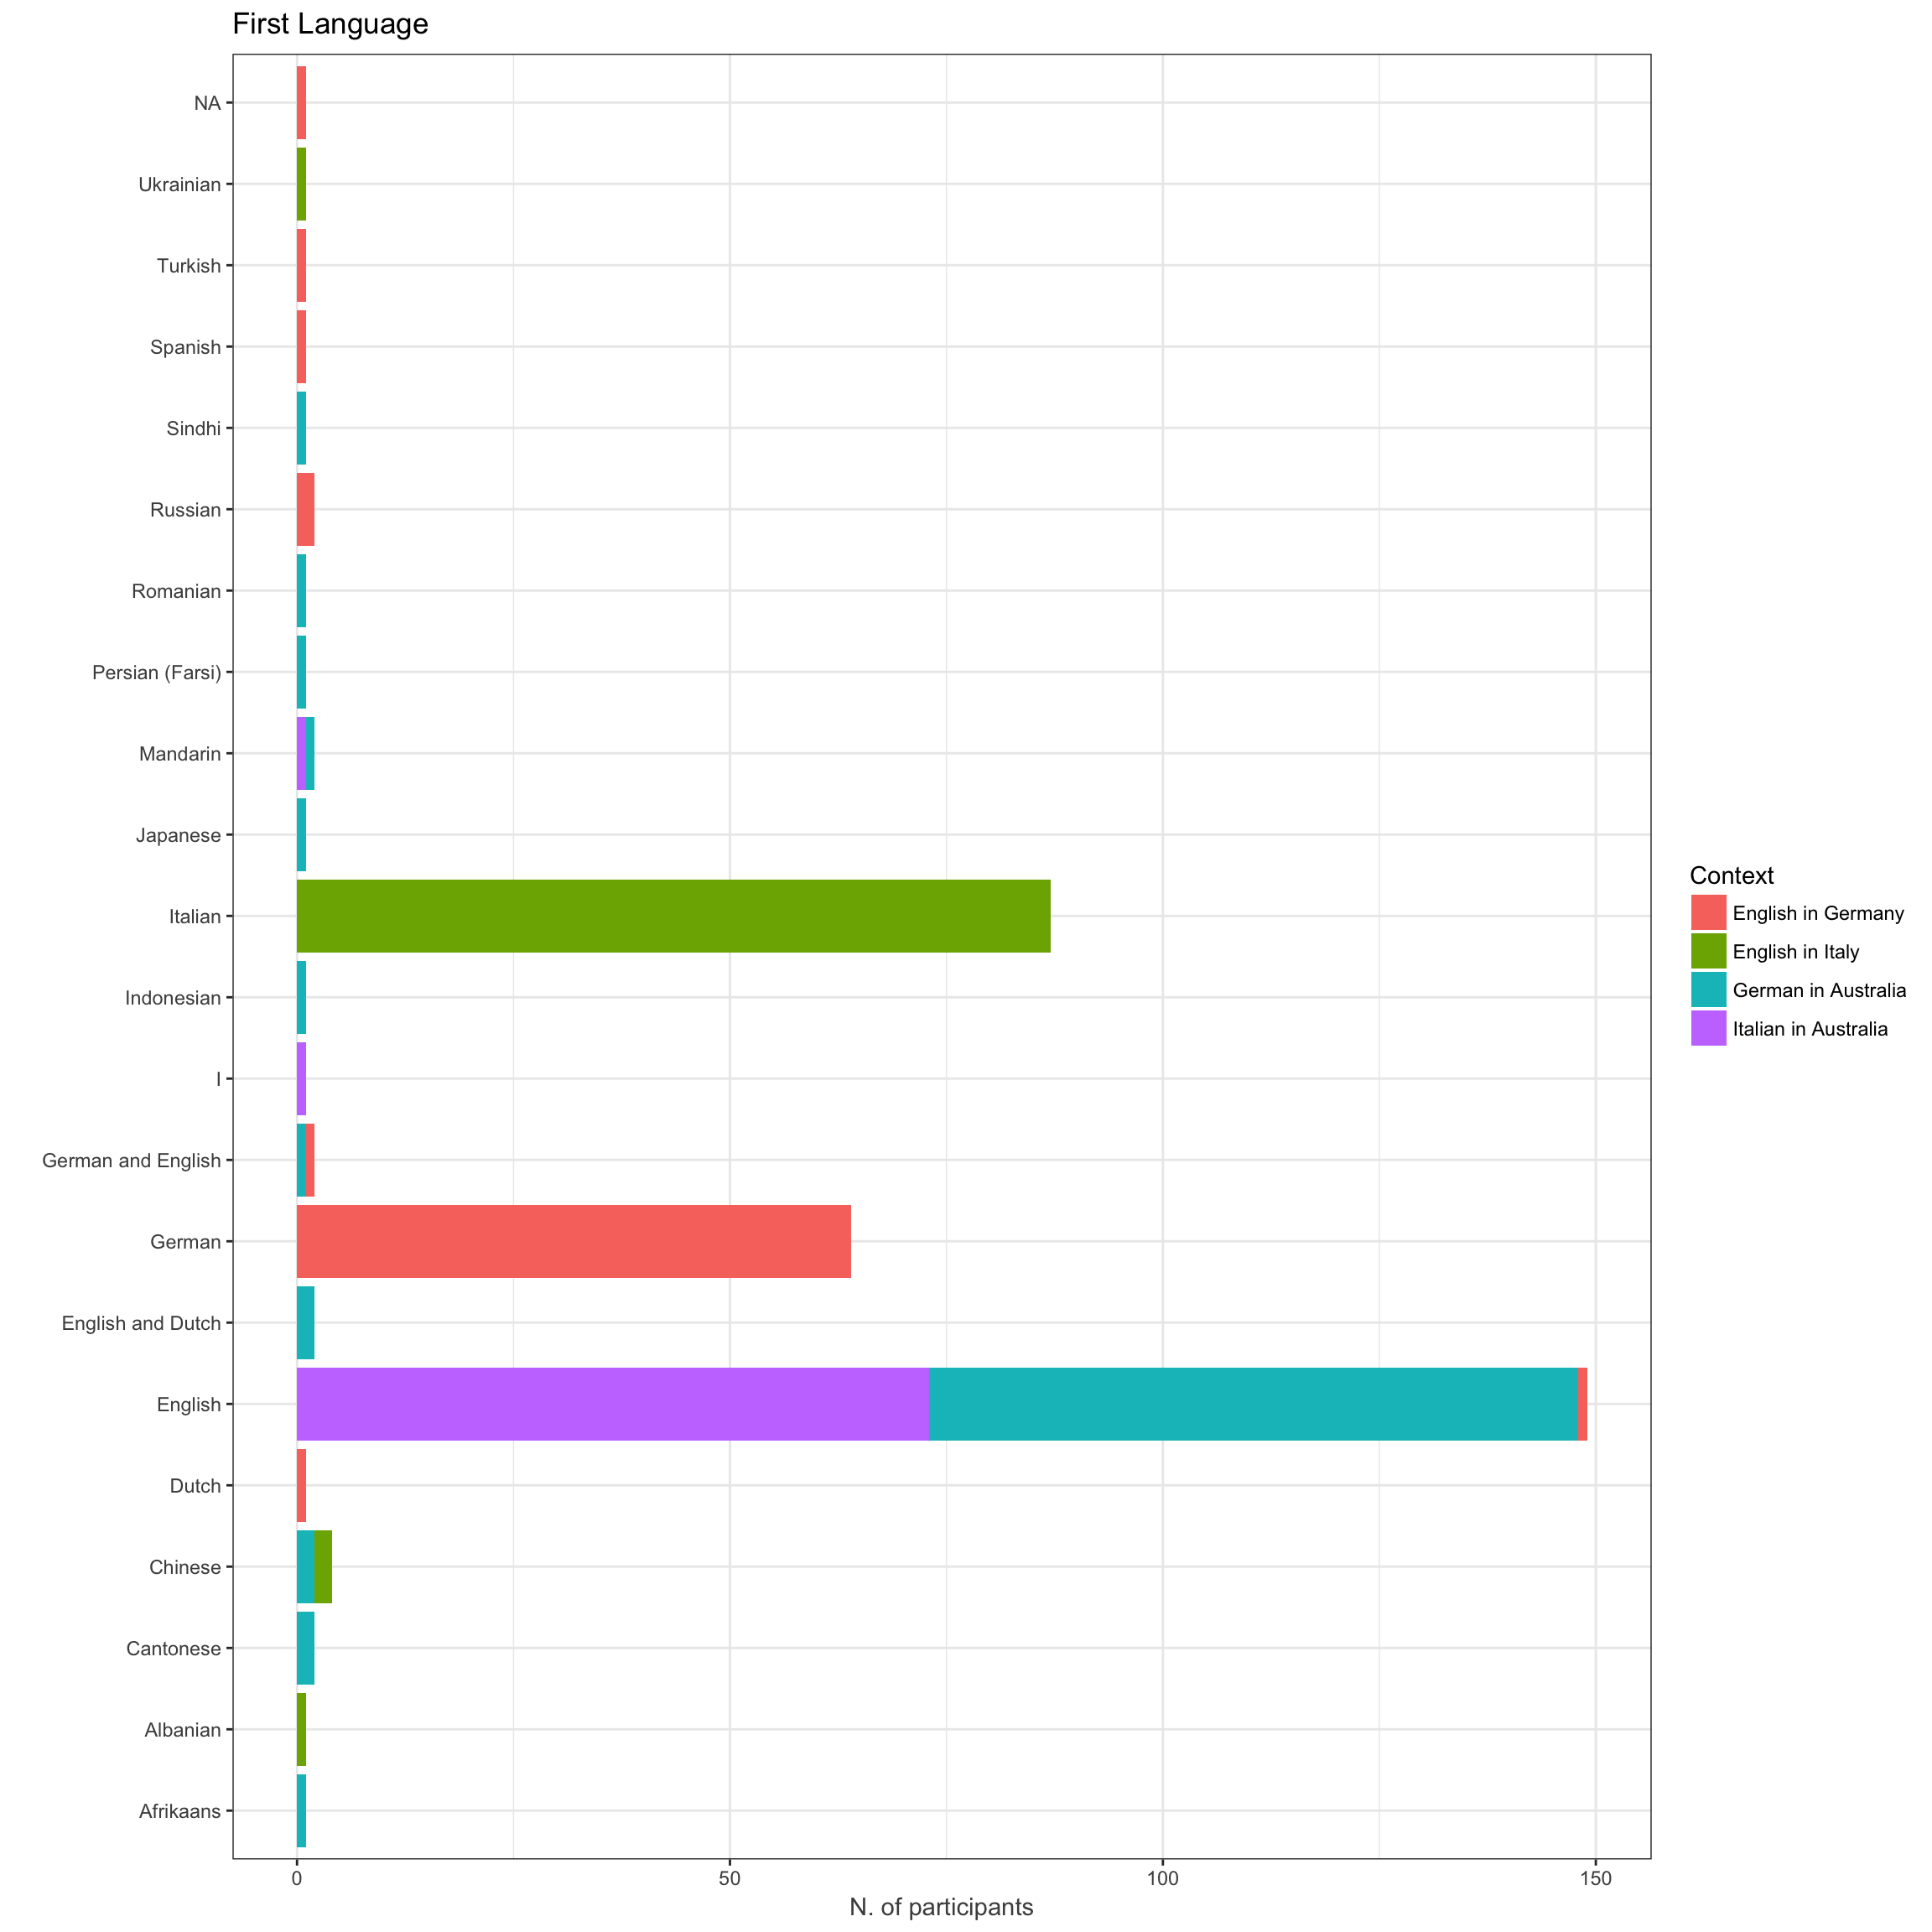 First Language
NA
Ukrainian
Turkish
Spanish
Sindhi
Russian
Romanian
Persian (Farsi)
Mandarin
Japanese
Italian
Indonesian
I
German and English
German
English and Dutch
English
Dutch
Chinese
Cantonese
Albanian
Afrikaans
0 50 100 150
N. of participants
Context
English in Germany
English in Italy
German in Australia
Italian in Australia